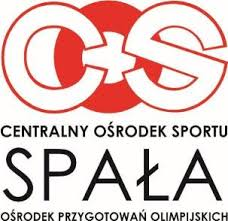 COS
CENTRALNY OŚRODEK SPORTU
SPAŁA
OŚRODEK PRZYGOTOWAŃ OLIMPIJSKICH